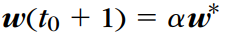 w(t₀ + 1) = αw*